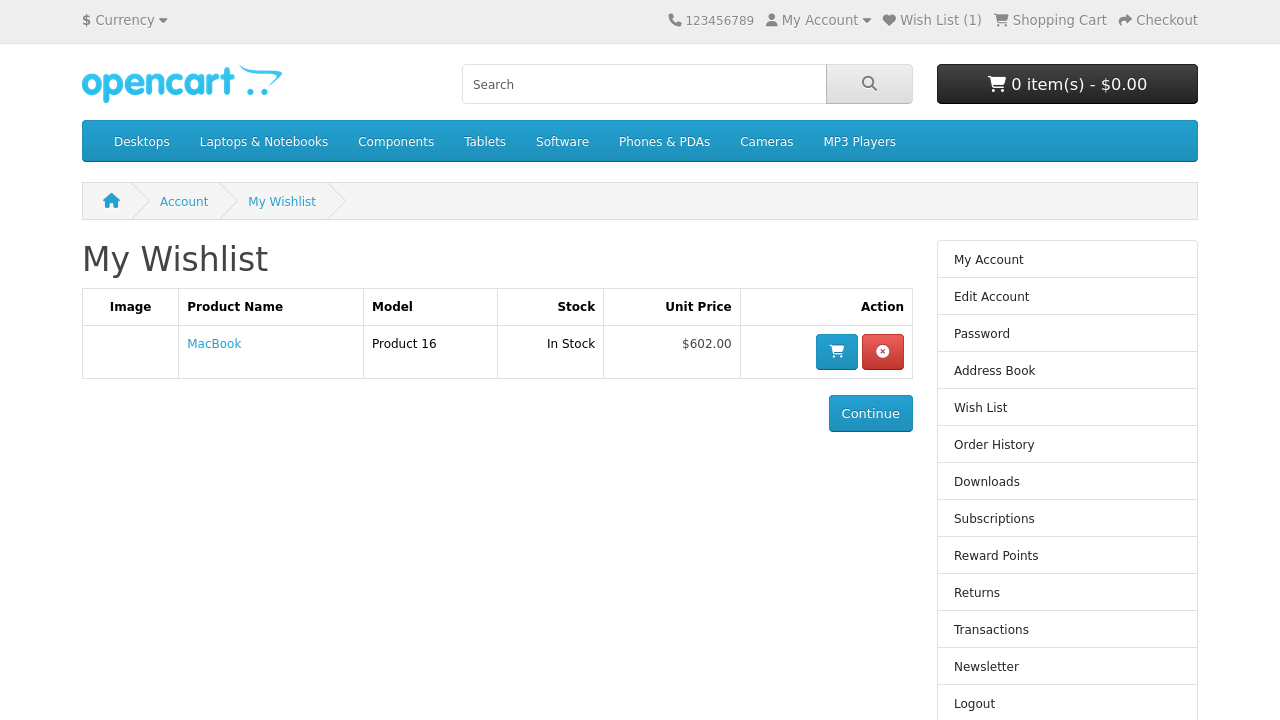 $ Currency
123456789 My Account Wish List (1) Shopping Cart Checkout
opencart
Search
0 item(s) - $0.00
Desktops Laptops & Notebooks Components Tablets Software Phones & PDAs Cameras MP3 Players
Account My Wishlist
My Wishlist
Image Product Name Model Stock Unit Price Action
MacBook Product 16 In Stock $602.00
Continue
My Account
Edit Account
Password
Address Book
Wish List
Order History
Downloads
Subscriptions
Reward Points
Returns
Transactions
Newsletter
Logout